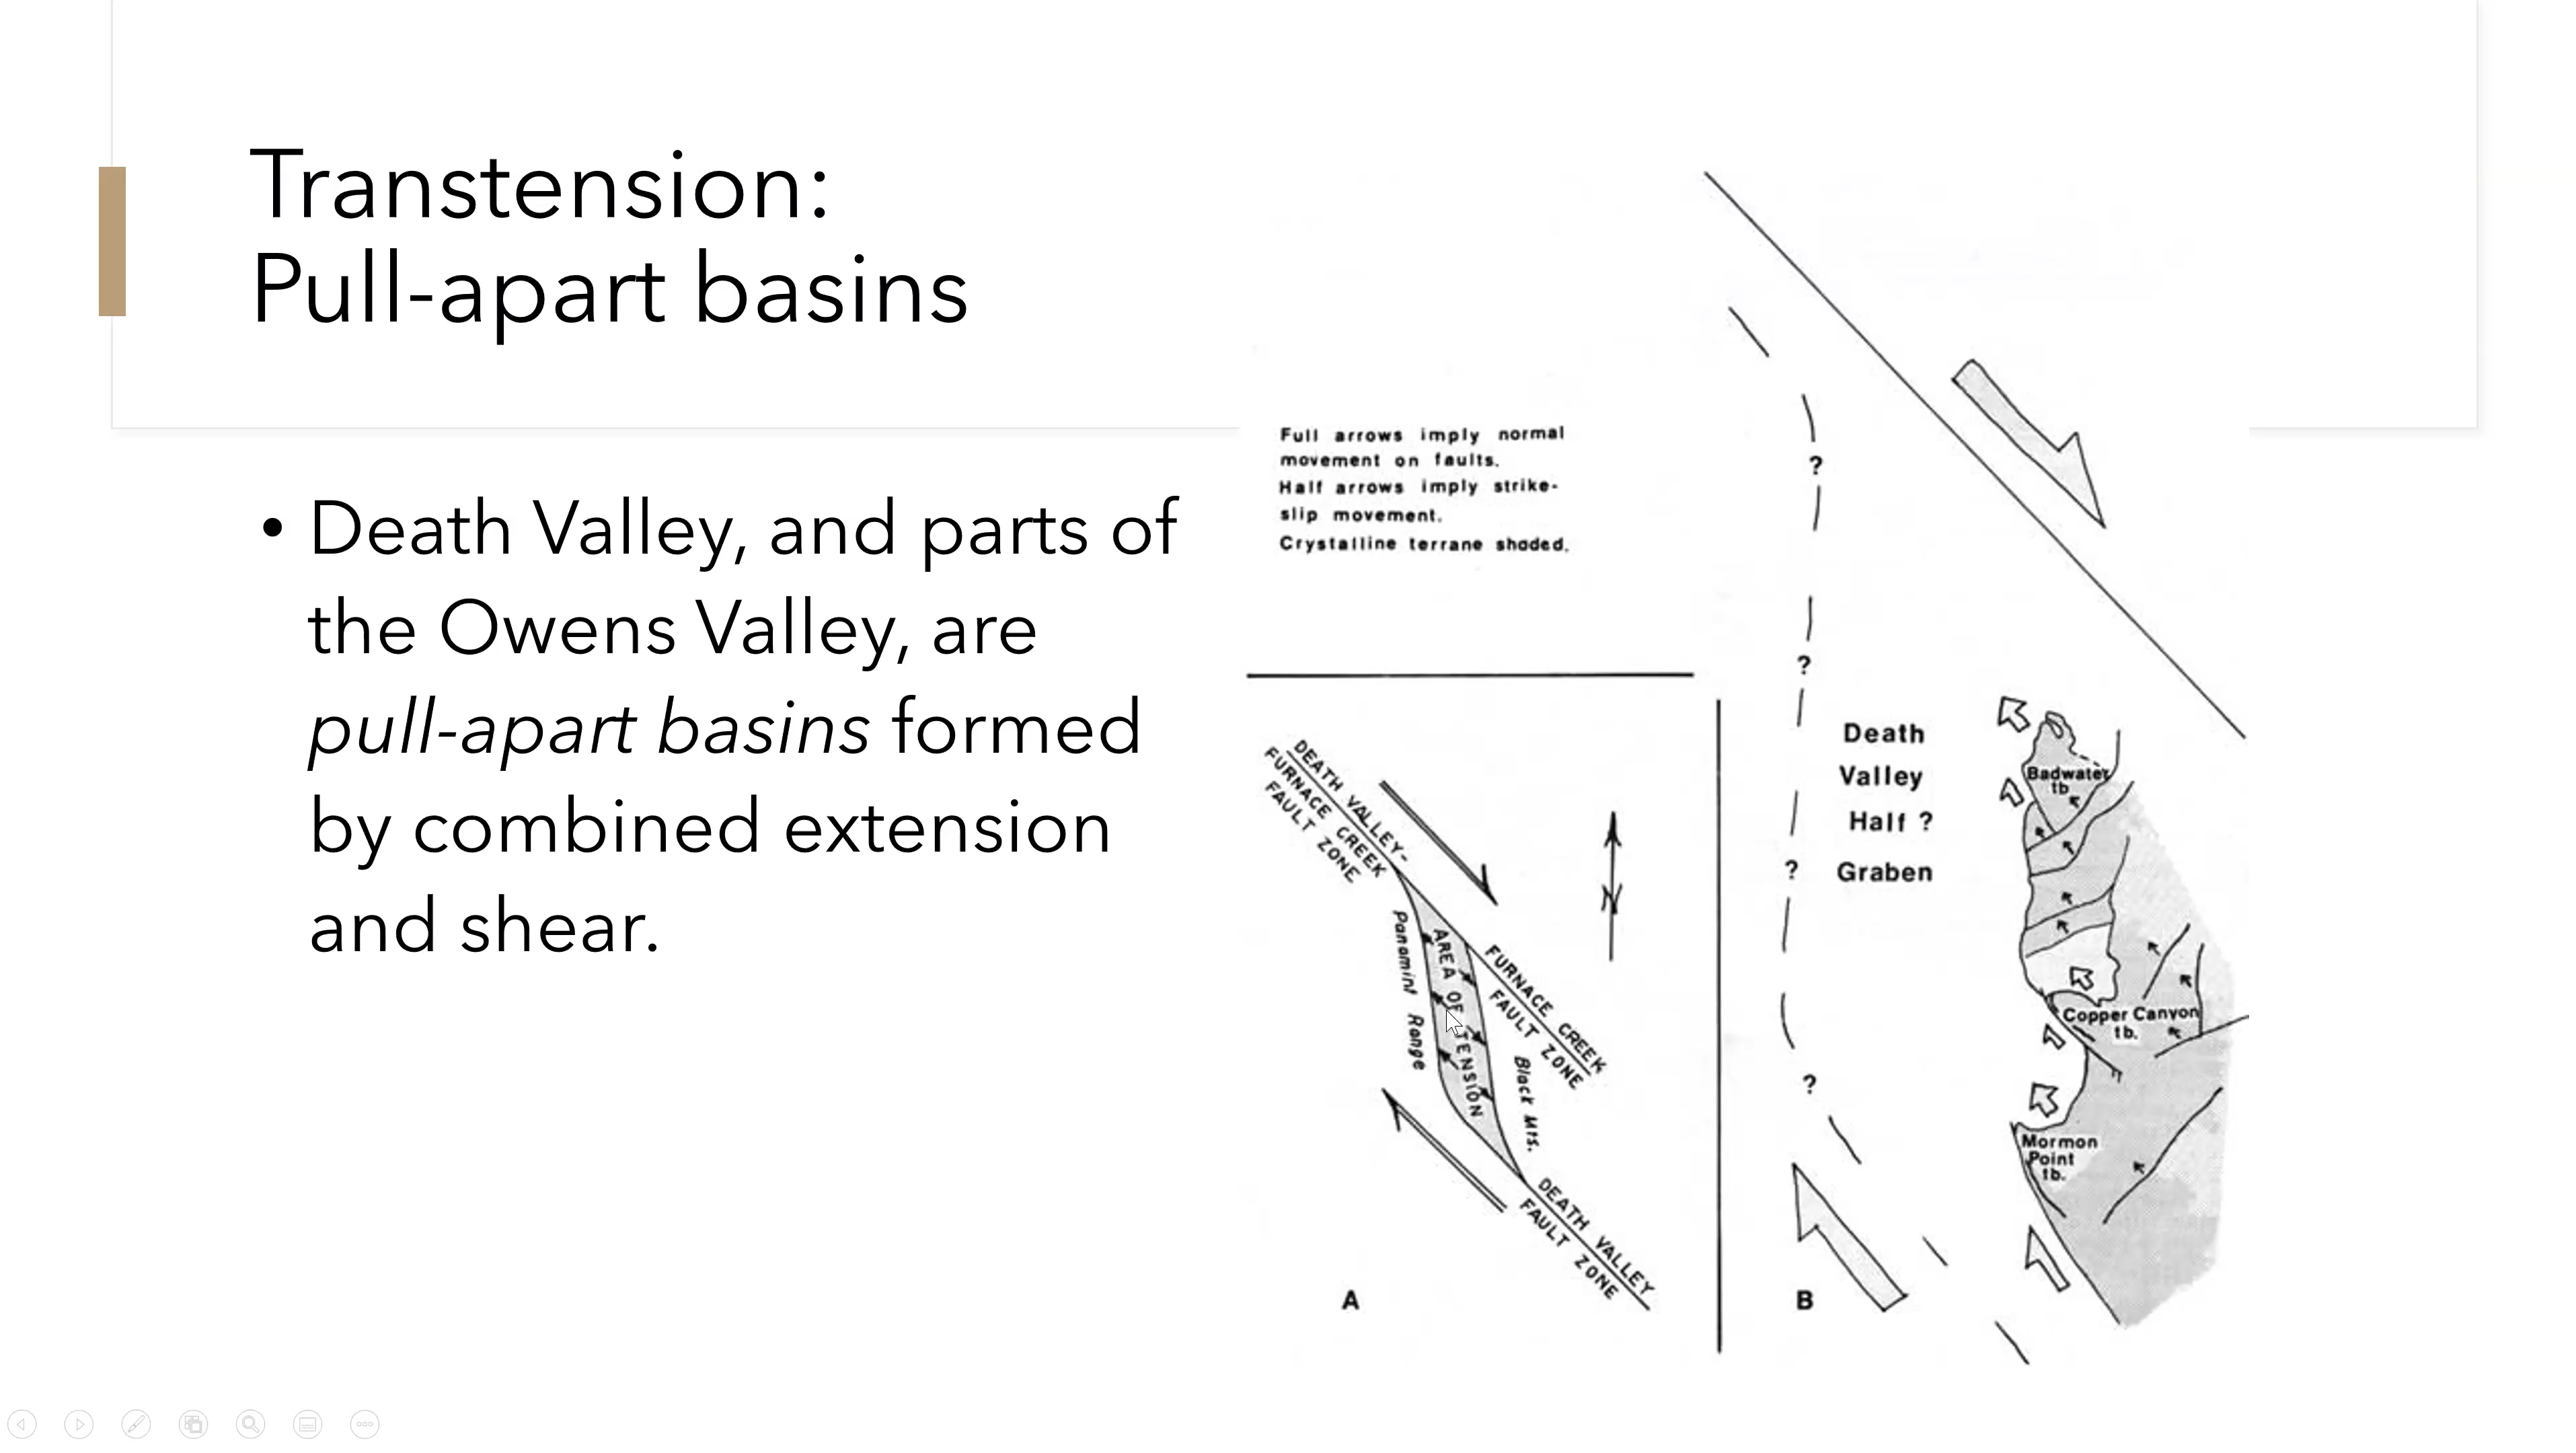 Transtension:
Pull-apart basins
• Death Valley, and parts of
the Owens Valley, are
pull-apart basins formed
by combined extension
and shear.
Full arrows imply normal
movement on faults.
Half arrows imply strike-
slip movement.
Crystalline terrane shaded.
DEATH VALLEY-
FURNACE CREEK
FAULT ZONE
N
Panamint Range
AREA OF TENSION
FURNACE CREEK
FAULT ZONE
Black Mts.
DEATH VALLEY
FAULT ZONE
A
?
?
Death
Valley
Half ?
? Graben
?
Badwater
tb
Copper Canyon
tb.
Mormon
Point
tb.
B